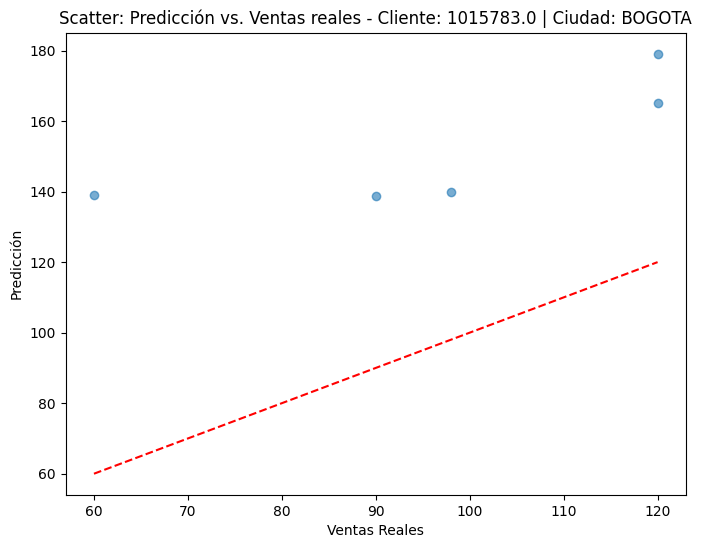 Scatter: Predicción vs. Ventas reales - Cliente: 1015783.0 | Ciudad: BOGOTA
180
160
140
120
100
80
60
Predicción
60 70 80 90 100 110 120
Ventas Reales